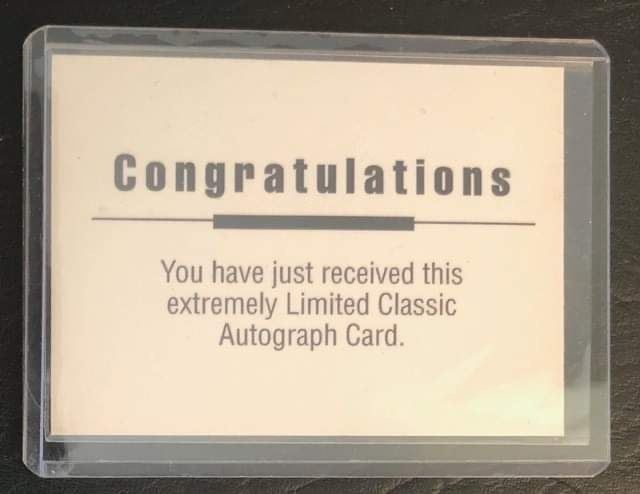 Congratulations
You have just received this
extremely Limited Classic
Autograph Card.